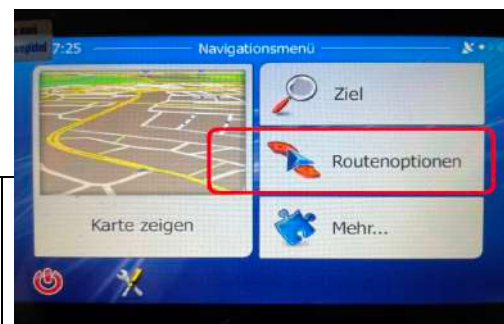 7:25
Navigationsmenü
Ziel
Routenoptionen
Karte zeigen
Mehr...